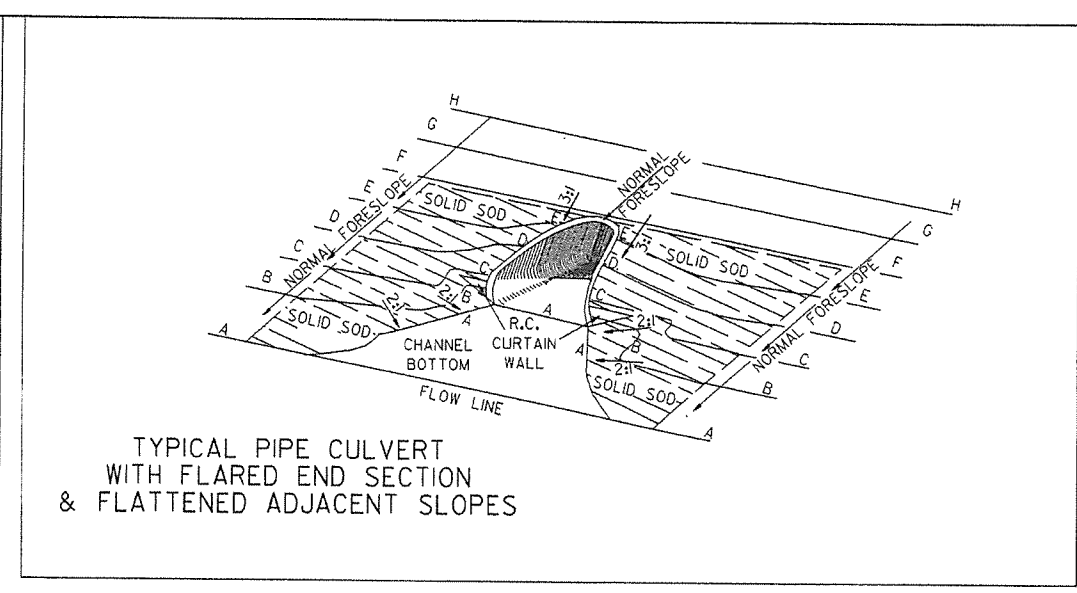 H
G
F
E
D
C
B
A
NORMAL FORESLOPE
SOLID SOD
SOLID SOD
2:1
2:1
3:1
NORMAL
FORESLOPE
E
D
C
B
A
A
E
D
C
B
A
3:1
SOLID SOD
2:1
2:1
SOLID SOD
NORMAL FORESLOPE
H
G
F
E
D
C
B
A
R.C.
CURTAIN
WALL
CHANNEL
BOTTOM
FLOW LINE
TYPICAL PIPE CULVERT
WITH FLARED END SECTION
& FLATTENED ADJACENT SLOPES